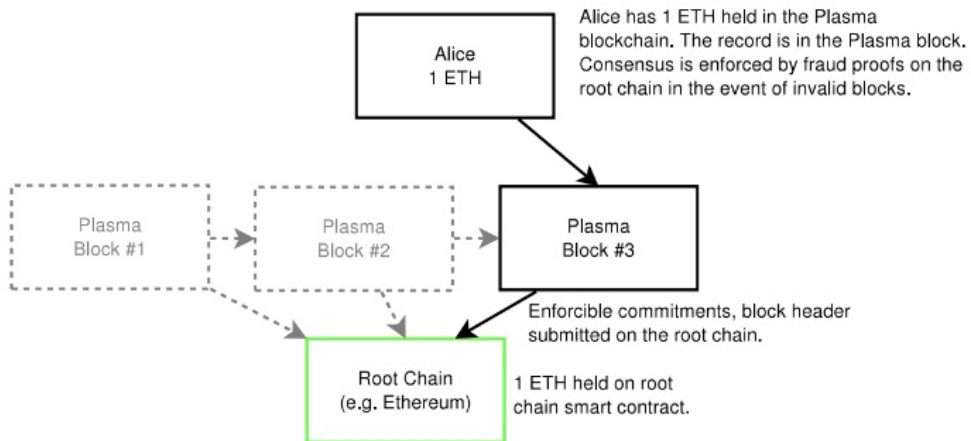 Alice
1 ETH
Alice has 1 ETH held in the Plasma
blockchain. The record is in the Plasma block.
Consensus is enforced by fraud proofs on the
root chain in the event of invalid blocks.
Plasma
Block #1
Plasma
Block #2
Plasma
Block #3
Enforcible commitments, block header
submitted on the root chain.
Root Chain
(e.g. Ethereum)
1 ETH held on root
chain smart contract.